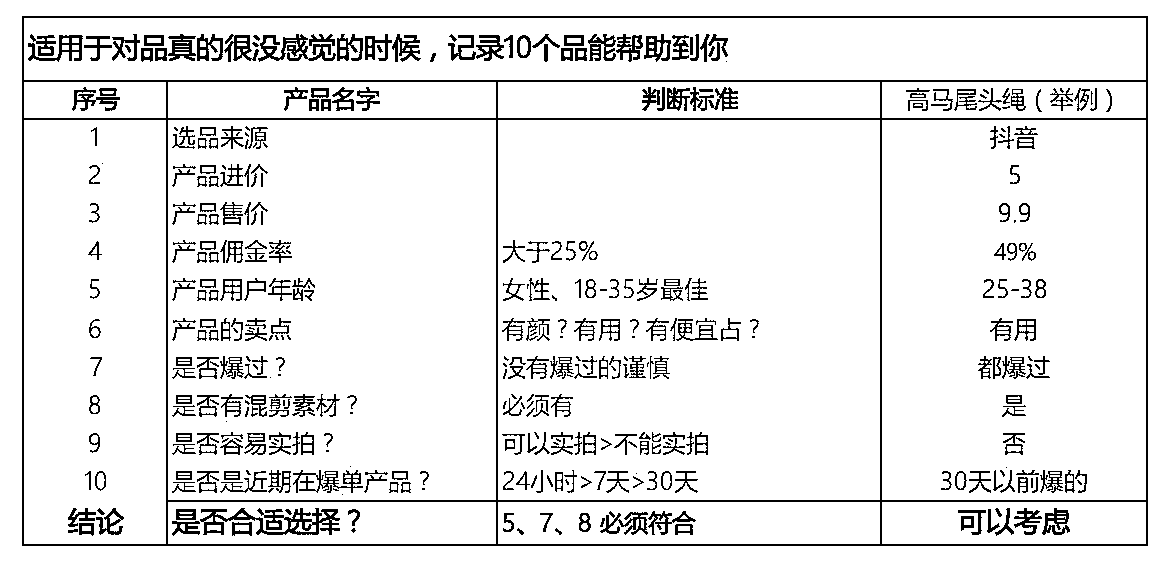 适用于对品真的很没感觉的时候，记录10个品能帮助到你
序号 产品名字 判断标准 高马尾头绳（举例）
1 选品来源 抖音
2 产品进价 5
3 产品售价 9.9
4 产品佣金率 大于25% 49%
5 产品用户年龄 女性、18-35岁最佳 25-38
6 产品的卖点 有颜？有用？有便宜占？ 有用
7 是否爆过？ 没有爆过的谨慎 都爆过
8 是否有混剪素材？ 必须有 是
9 是否容易实拍？ 可以实拍>不能实拍 否
10 是否是近期在爆单产品？ 24小时>7天>30天 30天以前爆的
结论 是否合适选择？ 5、7、8 必须符合 可以考虑